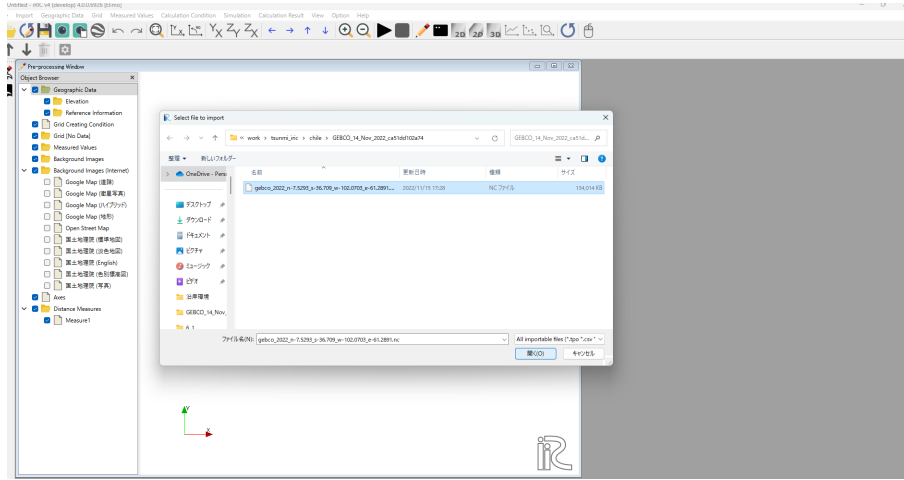 Untitled - iRIC v4 (develop) 4.0.0.6926 [Elimo]
Import Geographic Data Grid Measured Values Calculation Condition Simulation Calculation Result View Option Help
Pre-processing Window
Object Browser
Geographic Data
Elevation
Reference Information
Grid Creating Condition
Grid [No Data]
Measured Values
Background Images
Background Images (Internet)
Google Map (道路)
Google Map (衛星写真)
Google Map (ハイブリッド)
Google Map (地形)
Open Street Map
国土地理院 (標準地図)
国土地理院 (淡色地図)
国土地理院 (English)
国土地理院 (色別標高図)
国土地理院 (写真)
Axes
Distance Measures
Measure1
Select file to import
« work › tsunmi_iric › chile › GEBCO_14_Nov_2022_ca51dd102a74
GEBCO_14_Nov_2022_ca51d...
整理 新しいフォルダー
OneDrive - Perso
デスクトップ
ダウンロード
ドキュメント
ピクチャ
ミュージック
ビデオ
沿岸環境
GEBCO_14_Nov_
6_1
名前 更新日時 種類 サイズ
gebco_2022_n-7.5293_s-36.709_w-102.0703_e-61.2891.... 2022/11/15 11:28 NC ファイル 134,014 KB
ファイル名(N): gebco_2022_n-7.5293_s-36.709_w-102.0703_e-61.2891.nc
All importable files (*.tpo *.csv *
開く(O) キャンセル
Y
X
iRIC